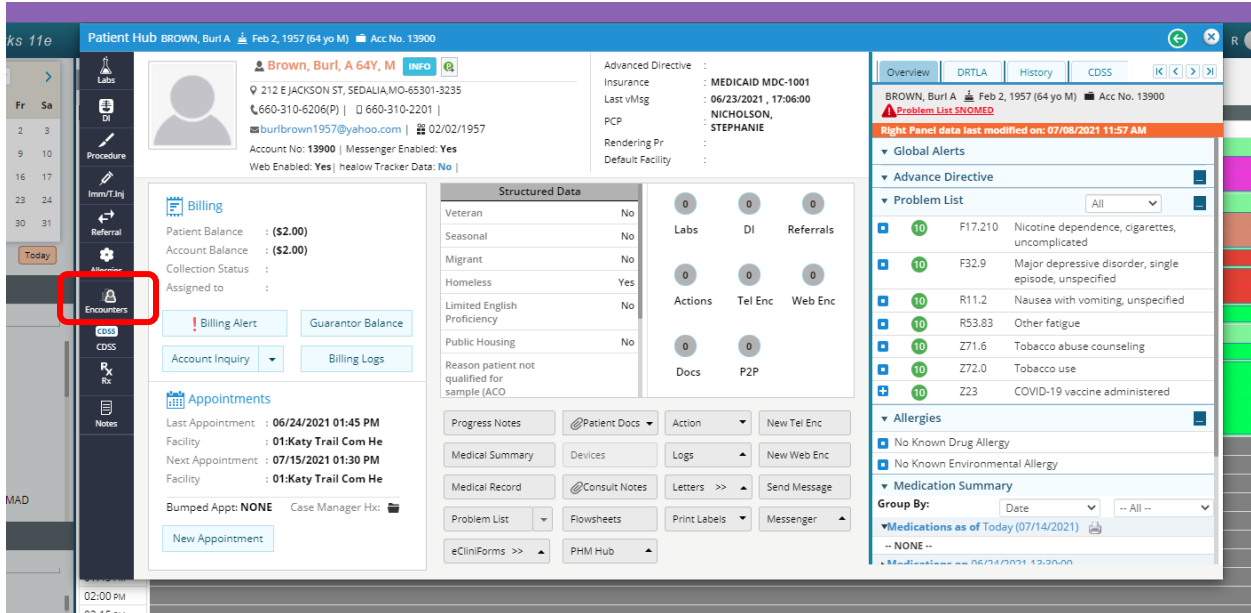 ks 11e
Patient Hub BROWN, Burl A Feb 2, 1957 (64 yo M) Acc No. 13900
R
Fr Sa
2 3
9 10
16 17
23 24
30 31
Today
MAD
02:00 PM
Labs
DI
Procedure
Imm/T.Inj
Referral
Allergies
Encounters
CDSS
CDSS
Rx
Rx
Notes
Brown, Burl, A 64Y, M INFO
212 E JACKSON ST, SEDALIA,MO-65301-3235
660-310-6206(P) | 660-310-2201 |
burlbrown1957@yahoo.com | 02/02/1957
Account No: 13900 | Messenger Enabled: Yes
Web Enabled: Yes| healow Tracker Data: No |
Advanced Directive :
Insurance : MEDICAID MDC-1001
Last vMsg : 06/23/2021 , 17:06:00
PCP : NICHOLSON, STEPHANIE
Rendering Pr :
Default Facility :
Billing
Patient Balance : ($2.00)
Account Balance : ($2.00)
Collection Status :
Assigned to :
Billing Alert Guarantor Balance
Account Inquiry Billing Logs
Appointments
Last Appointment : 06/24/2021 01:45 PM
Facility : 01:Katy Trail Com He
Next Appointment : 07/15/2021 01:30 PM
Facility : 01:Katy Trail Com He
Bumped Appt: NONE Case Manager Hx:
New Appointment
Structured Data
Veteran No
Seasonal No
Migrant No
Homeless Yes
Limited English Proficiency No
Public Housing No
Reason patient not
qualified for
sample (ACO
0 0 0
Labs DI Referrals
0 0 0
Actions Tel Enc Web Enc
0 0
Docs P2P
Progress Notes Patient Docs Action New Tel Enc
Medical Summary Devices Logs New Web Enc
Medical Record Consult Notes Letters >> Send Message
Problem List Flowsheets Print Labels Messenger
eCliniForms >> PHM Hub
Overview DRTLA History CDSS
BROWN, Burl A Feb 2, 1957 (64 yo M) Acc No. 13900
Problem List SNOMED
Right Panel data last modified on: 07/08/2021 11:57 AM
Global Alerts
Advance Directive
Problem List All
10 F17.210 Nicotine dependence, cigarettes,
uncomplicated
10 F32.9 Major depressive disorder, single
episode, unspecified
10 R11.2 Nausea with vomiting, unspecified
10 R53.83 Other fatigue
10 Z71.6 Tobacco abuse counseling
10 Z72.0 Tobacco use
10 Z23 COVID-19 vaccine administered
Allergies
No Known Drug Allergy
No Known Environmental Allergy
Medication Summary
Group By: Date -- All --
Medications as of Today (07/14/2021)
-- NONE --
Medications on 06/24/2021 13:30:00